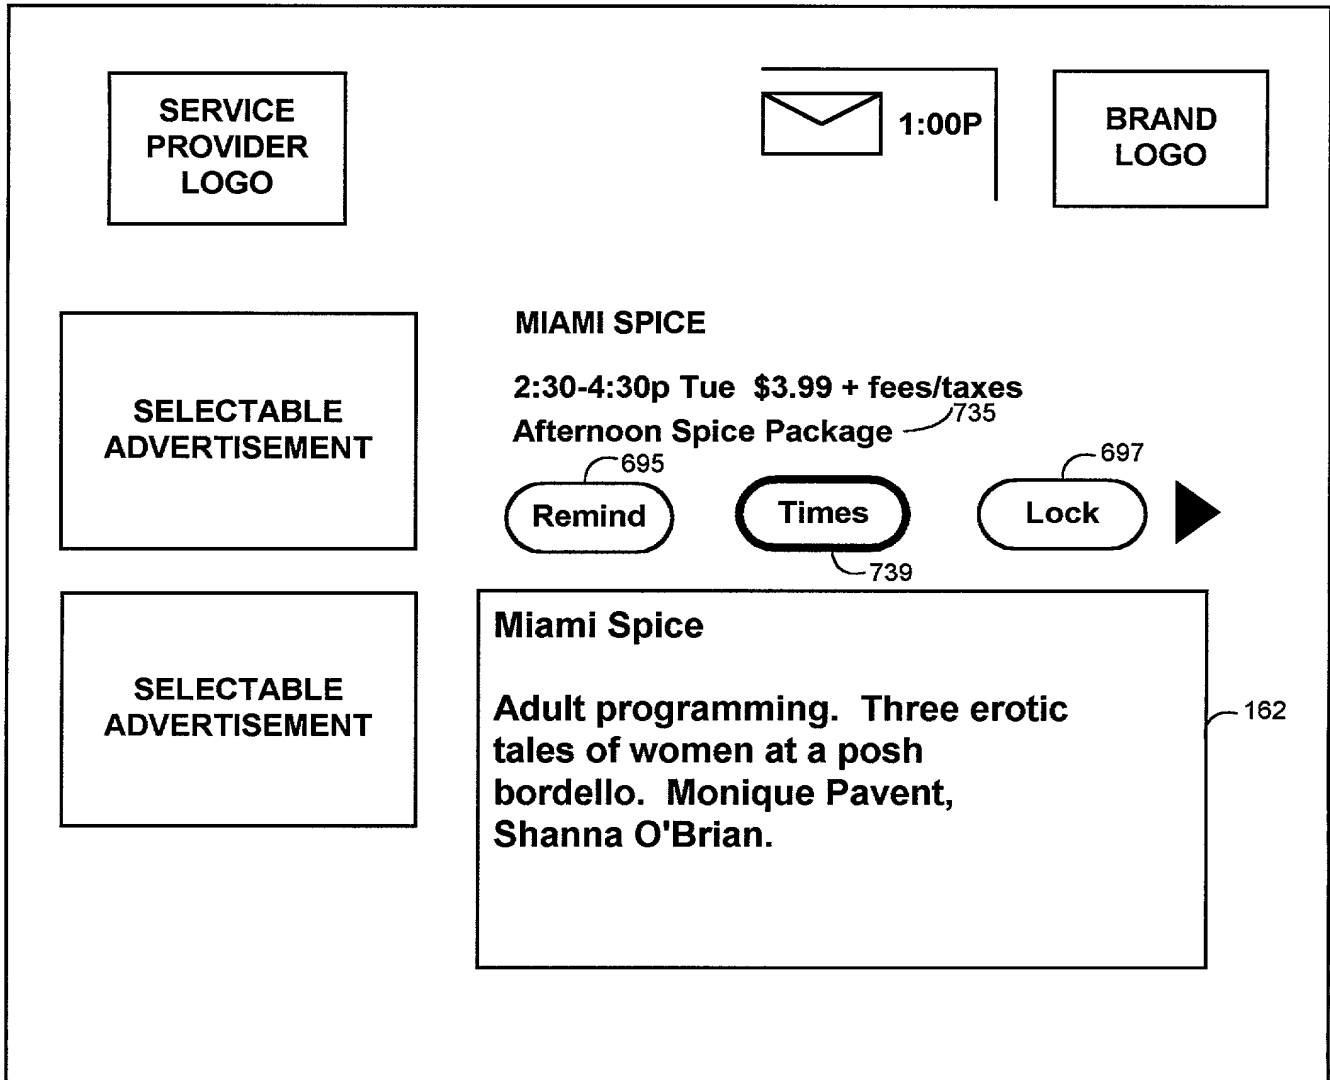 SERVICE
PROVIDER
LOGO
1:00P
BRAND
LOGO
SELECTABLE
ADVERTISEMENT
MIAMI SPICE
2:30-4:30p Tue  $3.99 + fees/taxes
735
Afternoon Spice Package
695
697
Remind
Times
Lock
739
SELECTABLE
ADVERTISEMENT
Miami Spice
Adult programming.  Three erotic
tales of women at a posh
bordello.  Monique Pavent,
Shanna O'Brian.
162